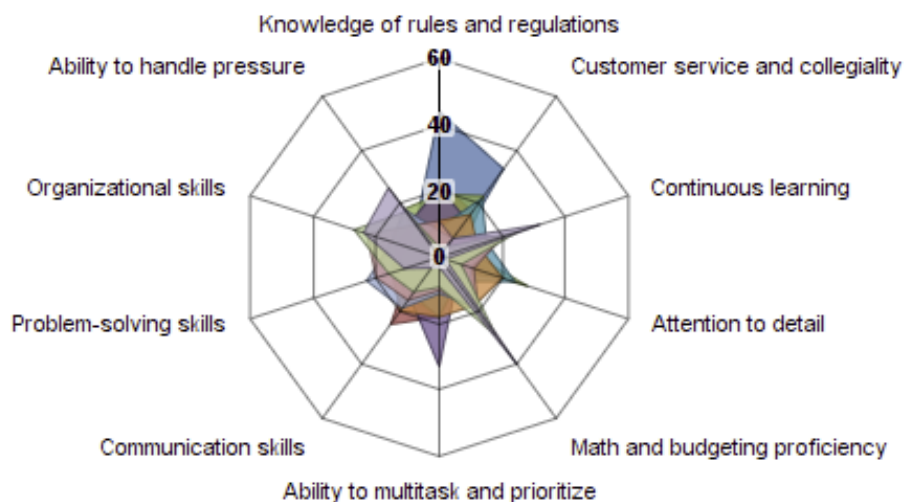 Knowledge of rules and regulations
60
Ability to handle pressure
Customer service and collegiality
40
Organizational skills
20
Continuous learning
0
Problem-solving skills
Attention to detail
Communication skills
Math and budgeting proficiency
Ability to multitask and prioritize